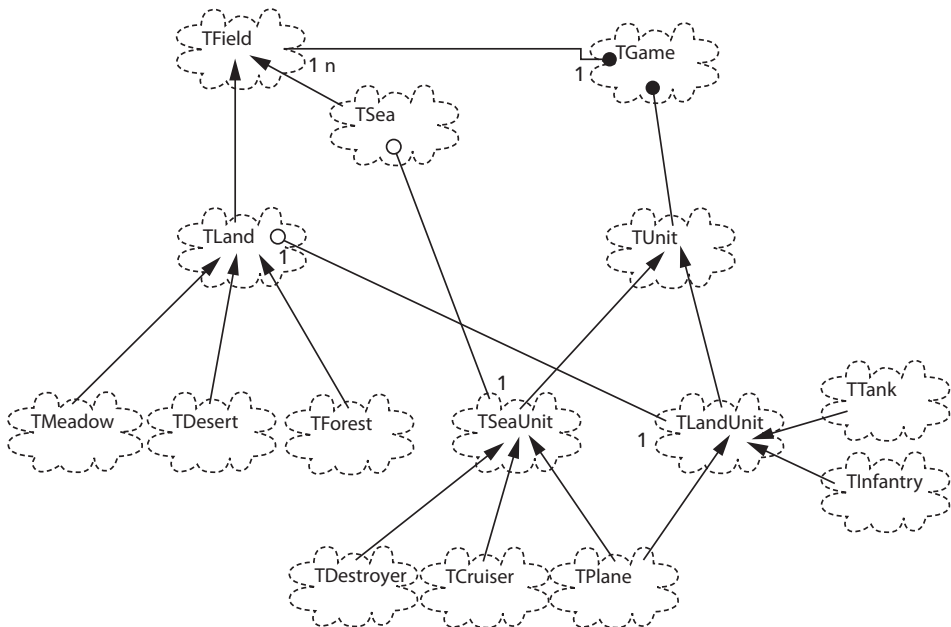 TField
TGame
1 n
1
TSea
TLand
1
TUnit
1
TTank
TMeadow
TDesert
TForest
TSeaUnit
TLandUnit
1
TInfantry
TDestroyer
TCruiser
TPlane